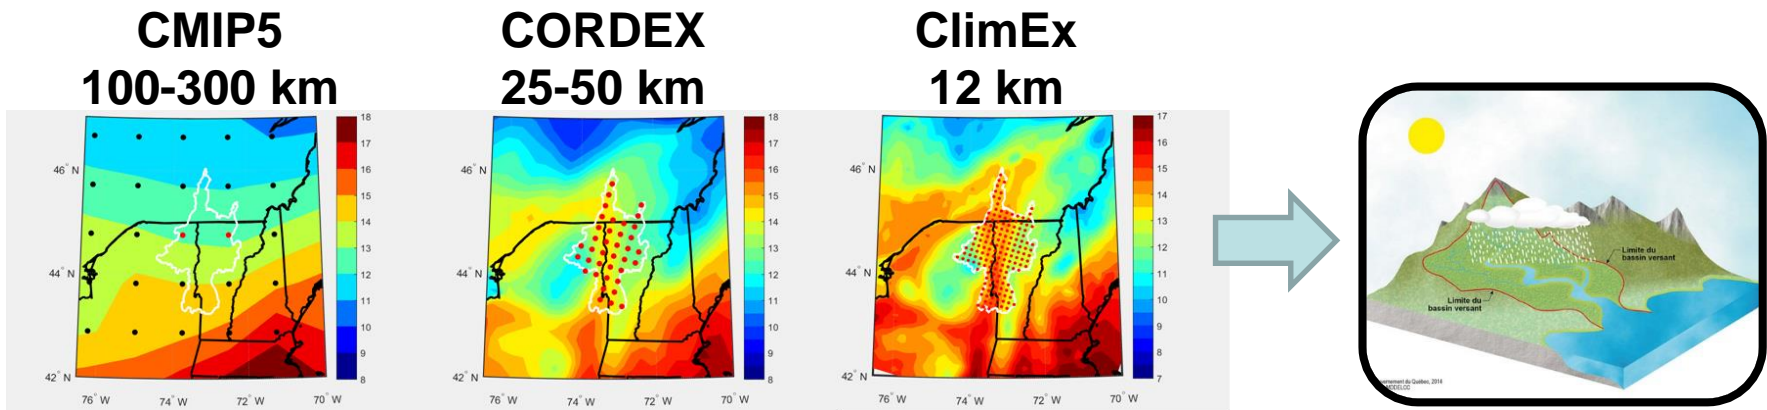 CMIP5
100-300 km
CORDEX
25-50 km
ClimEx
12 km
46° N
44° N
42° N
76° W
74° W
72° W
70° W
18
17
16
15
14
13
12
11
10
9
8
46° N
44° N
42° N
76° W
74° W
72° W
70° W
18
17
16
15
14
13
12
11
10
9
8
46° N
44° N
42° N
76° W
74° W
72° W
70° W
17
16
15
14
13
12
11
10
9
8
7
Limite du
bassin versant
Limite du
bassin versant
du Québec, 2014